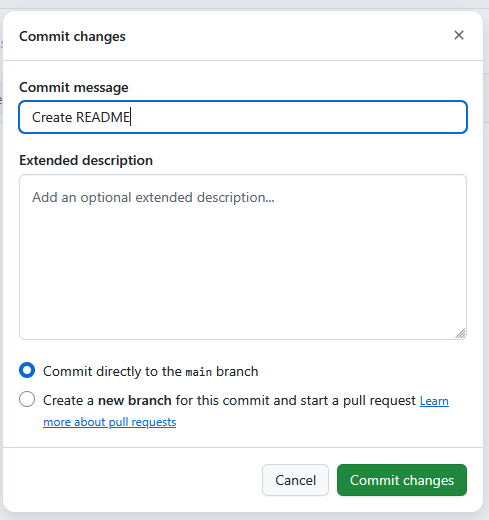 Commit changes
Commit message
Create README
Extended description
Add an optional extended description...
Commit directly to the main branch
Create a new branch for this commit and start a pull request Learn
more about pull requests
Cancel
Commit changes